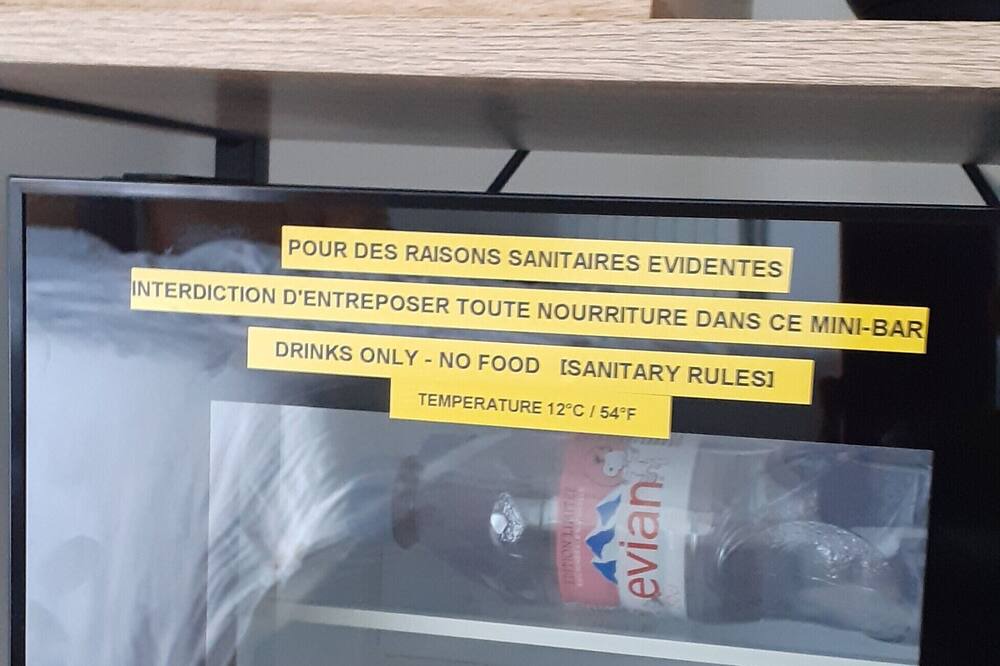 POUR DES RAISONS SANITAIRES EVIDENTES
INTERDICTION D'ENTREPOSER TOUTE NOURRITURE DANS CE MINI-BAR
DRINKS ONLY - NO FOOD [SANITARY RULES]
TEMPERATURE 12°C / 54°F
evian